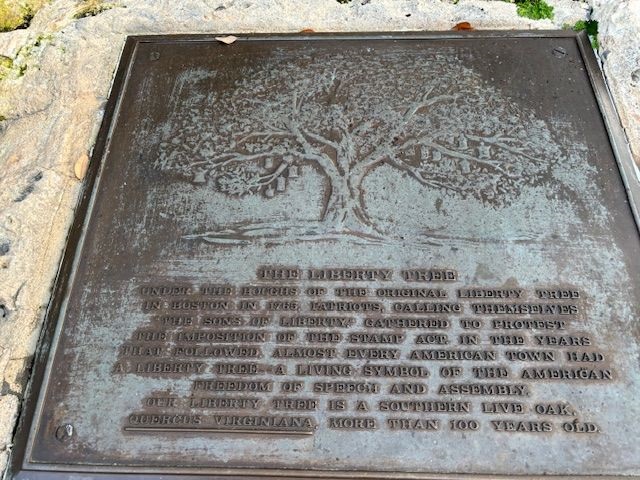 THE LIBERTY TREE
UNDER THE BOUGHS OF THE ORIGINAL LIBERTY TREE
IN BOSTON IN 1765, PATRIOTS, CALLING THEMSELVES
"THE SONS OF LIBERTY," GATHERED TO PROTEST
THE IMPOSITION OF THE STAMP ACT. IN THE YEARS
THAT FOLLOWED, ALMOST EVERY AMERICAN TOWN HAD
A LIBERTY TREE—A LIVING SYMBOL OF THE AMERICAN
FREEDOM OF SPEECH AND ASSEMBLY.
OUR LIBERTY TREE IS A SOUTHERN LIVE OAK,
QUERCUS VIRGINIANA, MORE THAN 100 YEARS OLD.